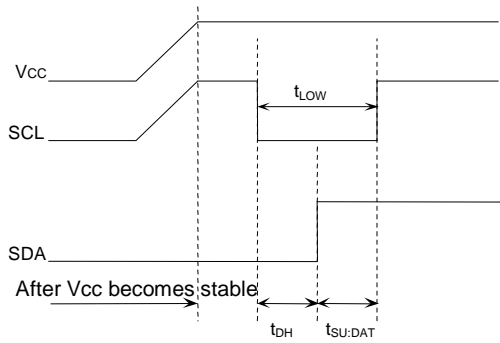 Vcc
tLOW
SCL
SDA
After Vcc becomes stable
tDH
tSU;DAT